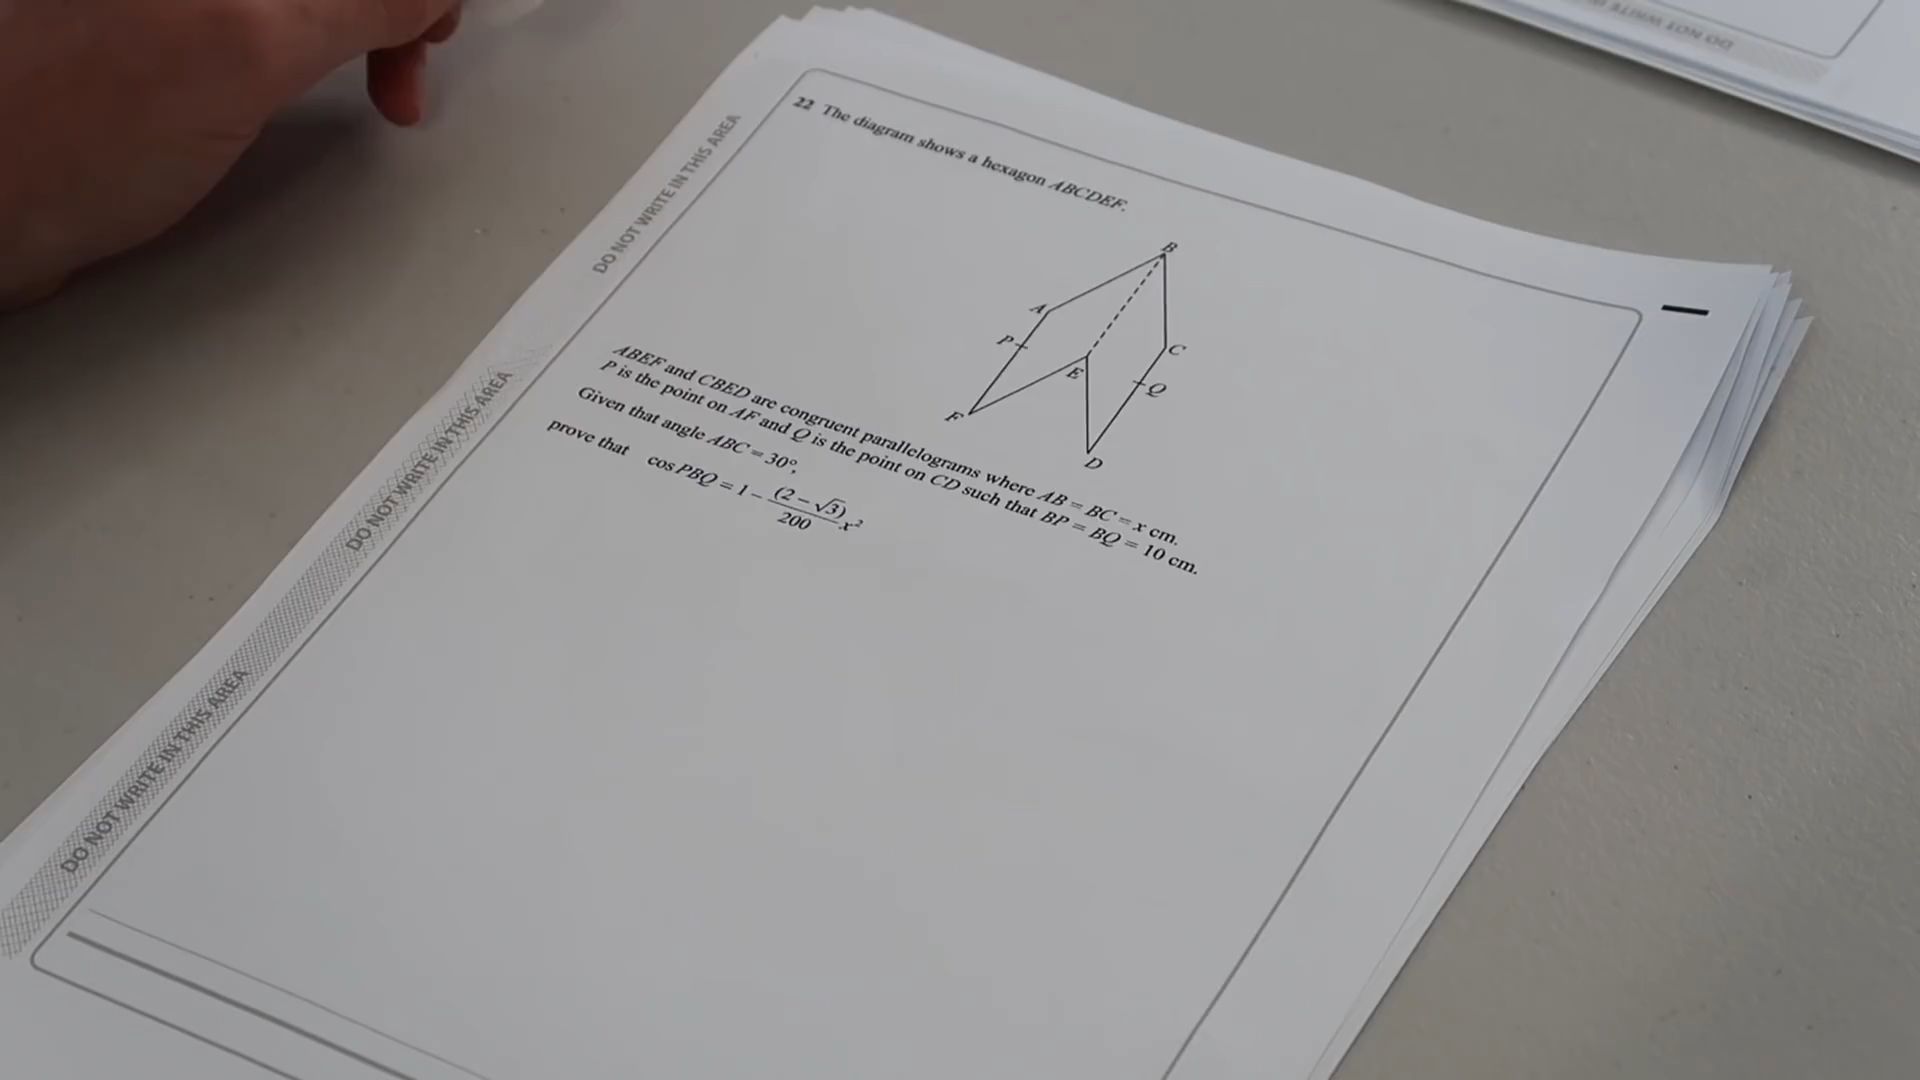 22 The diagram shows a hexagon ABCDEF.
B
A
P
C
E
Q
F
D
ABEF and CBED are congruent parallelograms where AB = BC = x cm.
P is the point on AF and Q is the point on CD such that BP = BQ = 10 cm.
Given that angle ABC = 30°,
prove that cos PBQ = 1 − (2 − √3)/200 x²
DO NOT WRITE IN THIS AREA
DO NOT WRITE IN THIS AREA
DO NOT WRITE IN THIS AREA